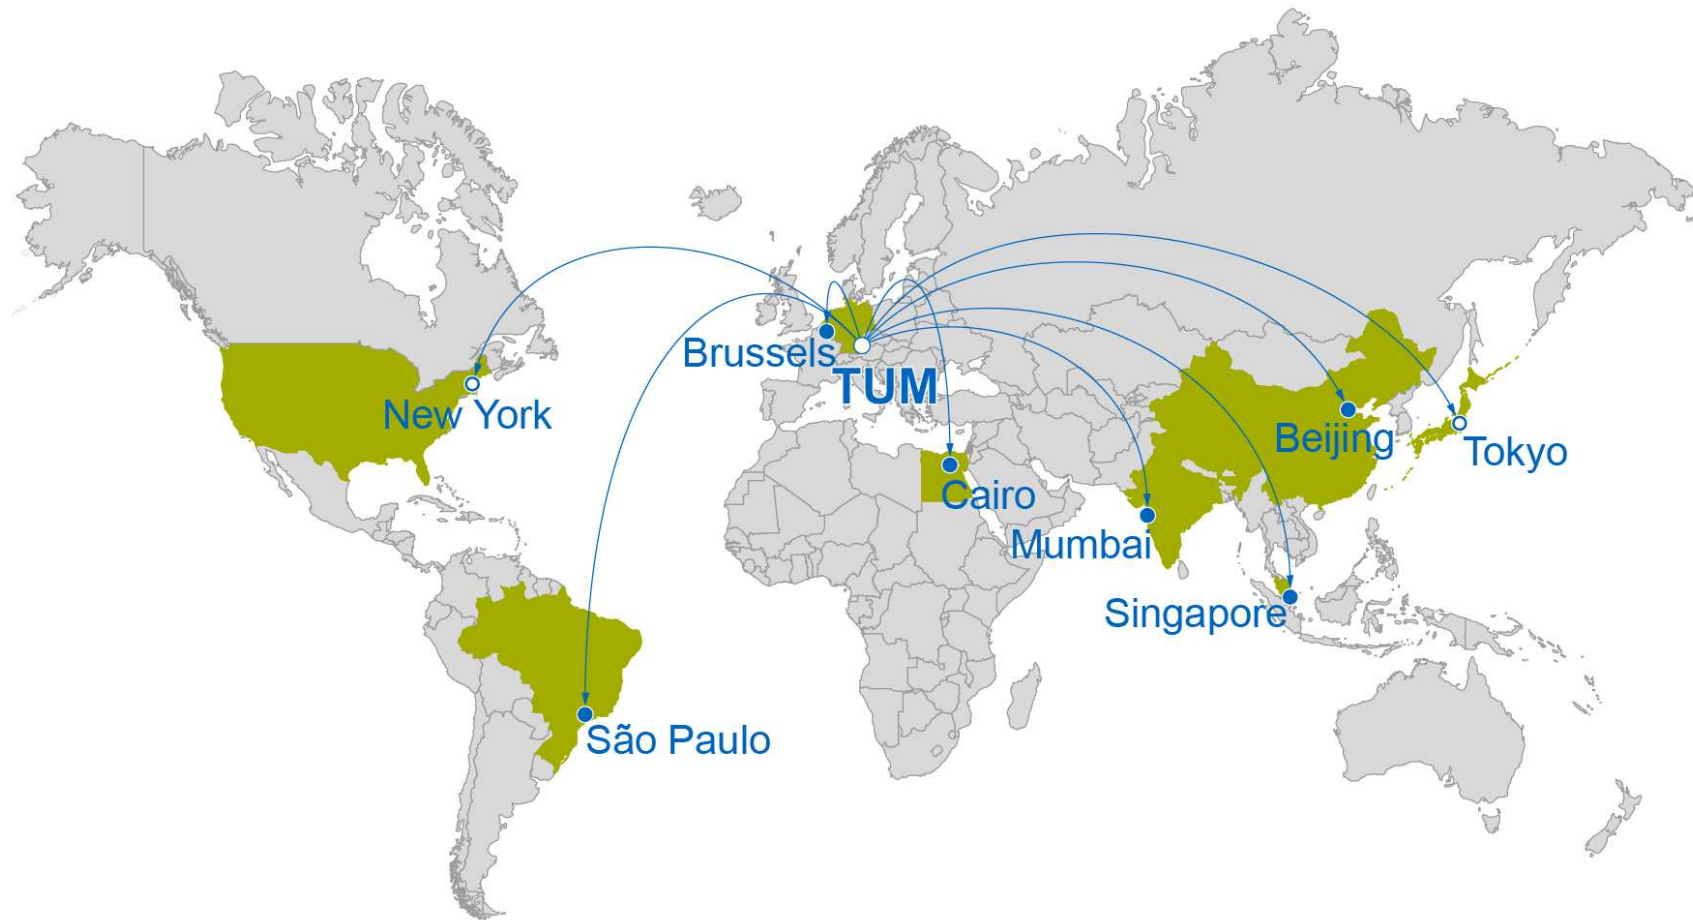 Brussels
TUM
New York
Beijing
Tokyo
Cairo
Mumbai
Singapore
São Paulo